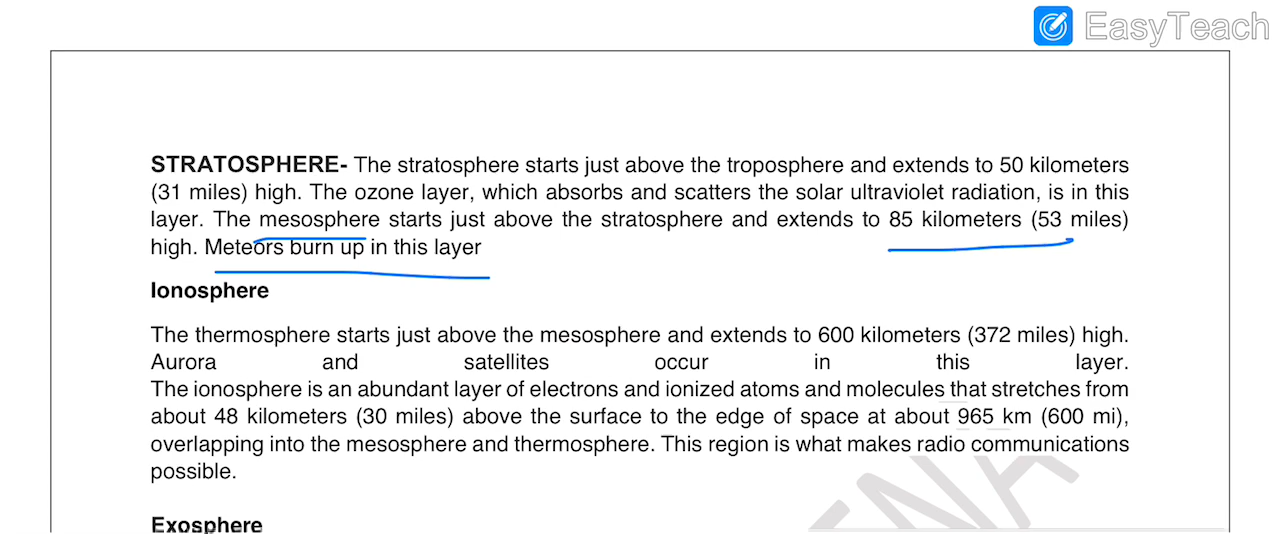 EasyTeach
STRATOSPHERE- The stratosphere starts just above the troposphere and extends to 50 kilometers
(31 miles) high. The ozone layer, which absorbs and scatters the solar ultraviolet radiation, is in this
layer. The mesosphere starts just above the stratosphere and extends to 85 kilometers (53 miles)
high. Meteors burn up in this layer
Ionosphere
The thermosphere starts just above the mesosphere and extends to 600 kilometers (372 miles) high.
Aurora and satellites occur in this layer.
The ionosphere is an abundant layer of electrons and ionized atoms and molecules that stretches from
about 48 kilometers (30 miles) above the surface to the edge of space at about 965 km (600 mi),
overlapping into the mesosphere and thermosphere. This region is what makes radio communications
possible.
Exosphere